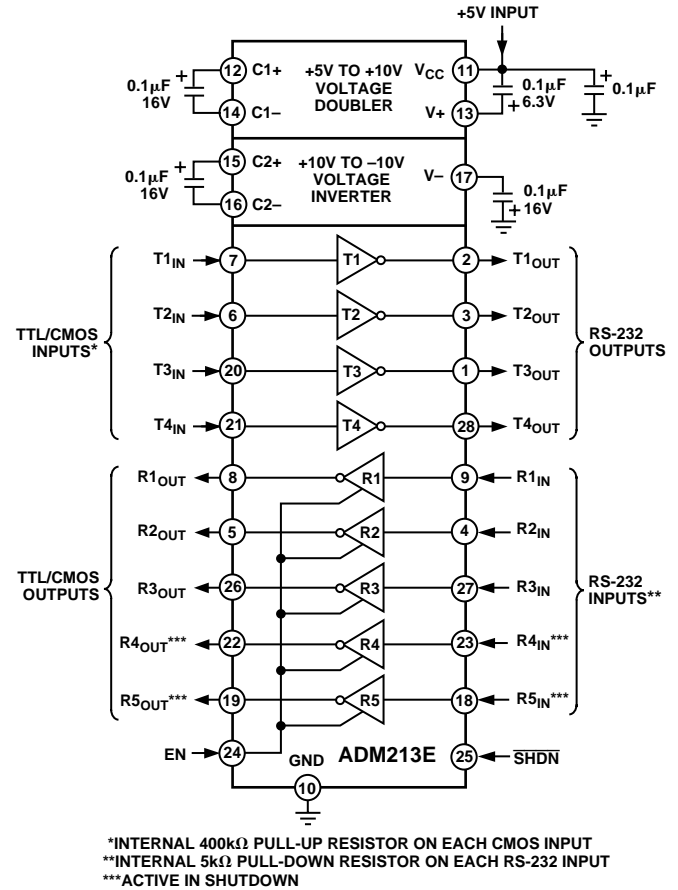 +5V INPUT
12 C1+ +5V TO +10V VOLTAGE DOUBLER VCC 11
0.1μF 16V
+
14 C1– V+ 13
0.1μF 6.3V
+
+
0.1μF
15 C2+ +10V TO –10V VOLTAGE INVERTER V– 17
0.1μF 16V
+
16 C2–
0.1μF
+ 16V
TTL/CMOS INPUTS*
T1IN 7 T1 2 T1OUT
T2IN 6 T2 3 T2OUT
T3IN 20 T3 1 T3OUT
T4IN 21 T4 28 T4OUT
RS-232 OUTPUTS
TTL/CMOS OUTPUTS
R1OUT 8 R1 9 R1IN
R2OUT 5 R2 4 R2IN
R3OUT 26 R3 27 R3IN
R4OUT*** 22 R4 23 R4IN***
R5OUT*** 19 R5 18 R5IN***
RS-232 INPUTS**
EN 24 GND ADM213E 25 SHDN
10
*INTERNAL 400kΩ PULL-UP RESISTOR ON EACH CMOS INPUT
**INTERNAL 5kΩ PULL-DOWN RESISTOR ON EACH RS-232 INPUT
***ACTIVE IN SHUTDOWN